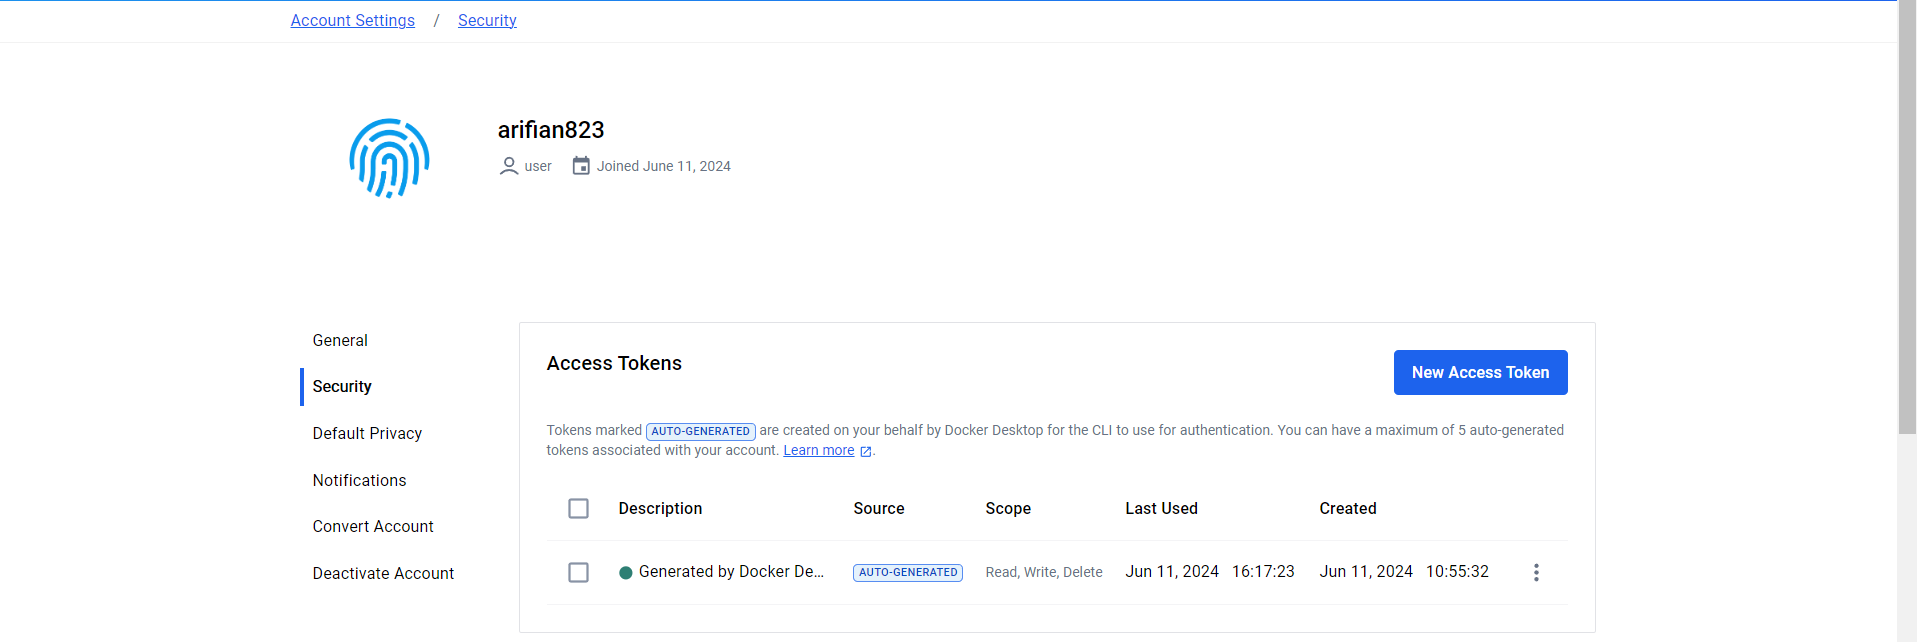 Account Settings / Security
arifian823
user Joined June 11, 2024
General
Security
Default Privacy
Notifications
Convert Account
Deactivate Account
Access Tokens
New Access Token
Tokens marked AUTO-GENERATED are created on your behalf by Docker Desktop for the CLI to use for authentication. You can have a maximum of 5 auto-generated
tokens associated with your account. Learn more .
Description Source Scope Last Used Created
Generated by Docker De... AUTO-GENERATED Read, Write, Delete Jun 11, 2024 16:17:23 Jun 11, 2024 10:55:32